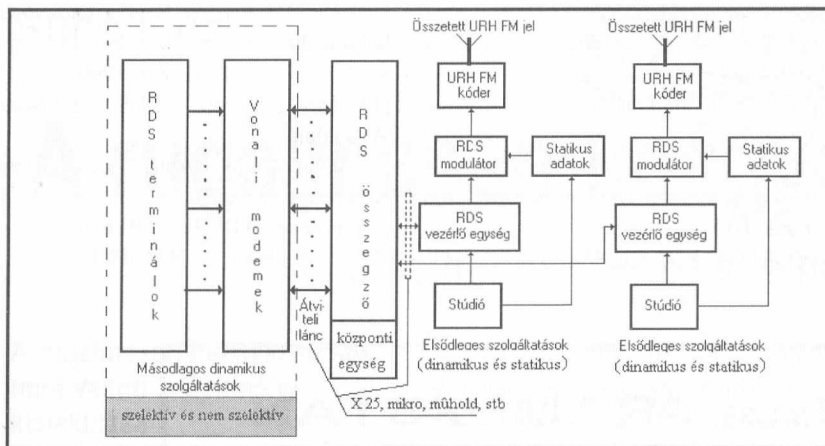 RDS terminálok
Vonali modemek
RDS összegző
központi
egység
Átvi-
teli
lánc
Másodlagos dinamikus
szolgáltatások
szelektív és nem szelektív
X 25, mikro, műhold, stb
Összetett URH FM jel
URH FM
kóder
RDS
modulátor
Statikus
adatok
RDS
vezérlő egység
Stúdió
Elsődleges szolgáltatások
(dinamikus és statikus)
Összetett URH FM jel
URH FM
kóder
RDS
modulátor
Statikus
adatok
RDS
vezérlő egység
Stúdió
Elsődleges szolgáltatások
(dinamikus és statikus)